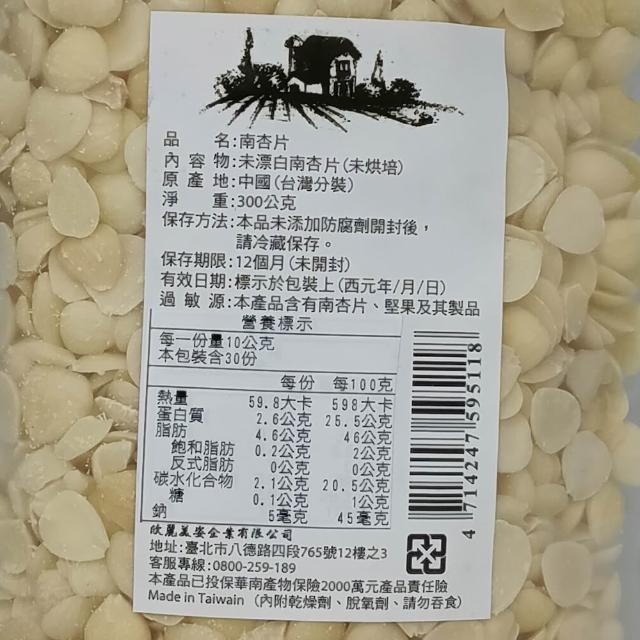 品　　名:南杏片
內 容 物:未漂白南杏片(未烘培)
原 產 地:中國(台灣分裝)
淨　　重:300公克
保存方法:本品未添加防腐劑開封後，
請冷藏保存。
保存期限:12個月(未開封)
有效日期:標示於包裝上(西元年/月/日)
過 敏 源:本產品含有南杏片、堅果及其製品
營養標示
每一份量10公克
本包裝含30份
每份 每100克
熱量 59.8大卡 598大卡
蛋白質 2.6公克 25.5公克
脂肪 4.6公克 46公克
飽和脂肪 0.2公克 2公克
反式脂肪 0公克 0公克
碳水化合物 2.1公克 20.5公克
糖 0.1公克 1公克
鈉 5毫克 45毫克
4 714247 595118
欣麗美姿企業有限公司
地址:臺北市八德路四段765號12樓之3
客服專線:0800-259-189
本產品已投保華南產物保險2000萬元產品責任險
Made in Taiwan （內附乾燥劑、脫氧劑、請勿吞食）